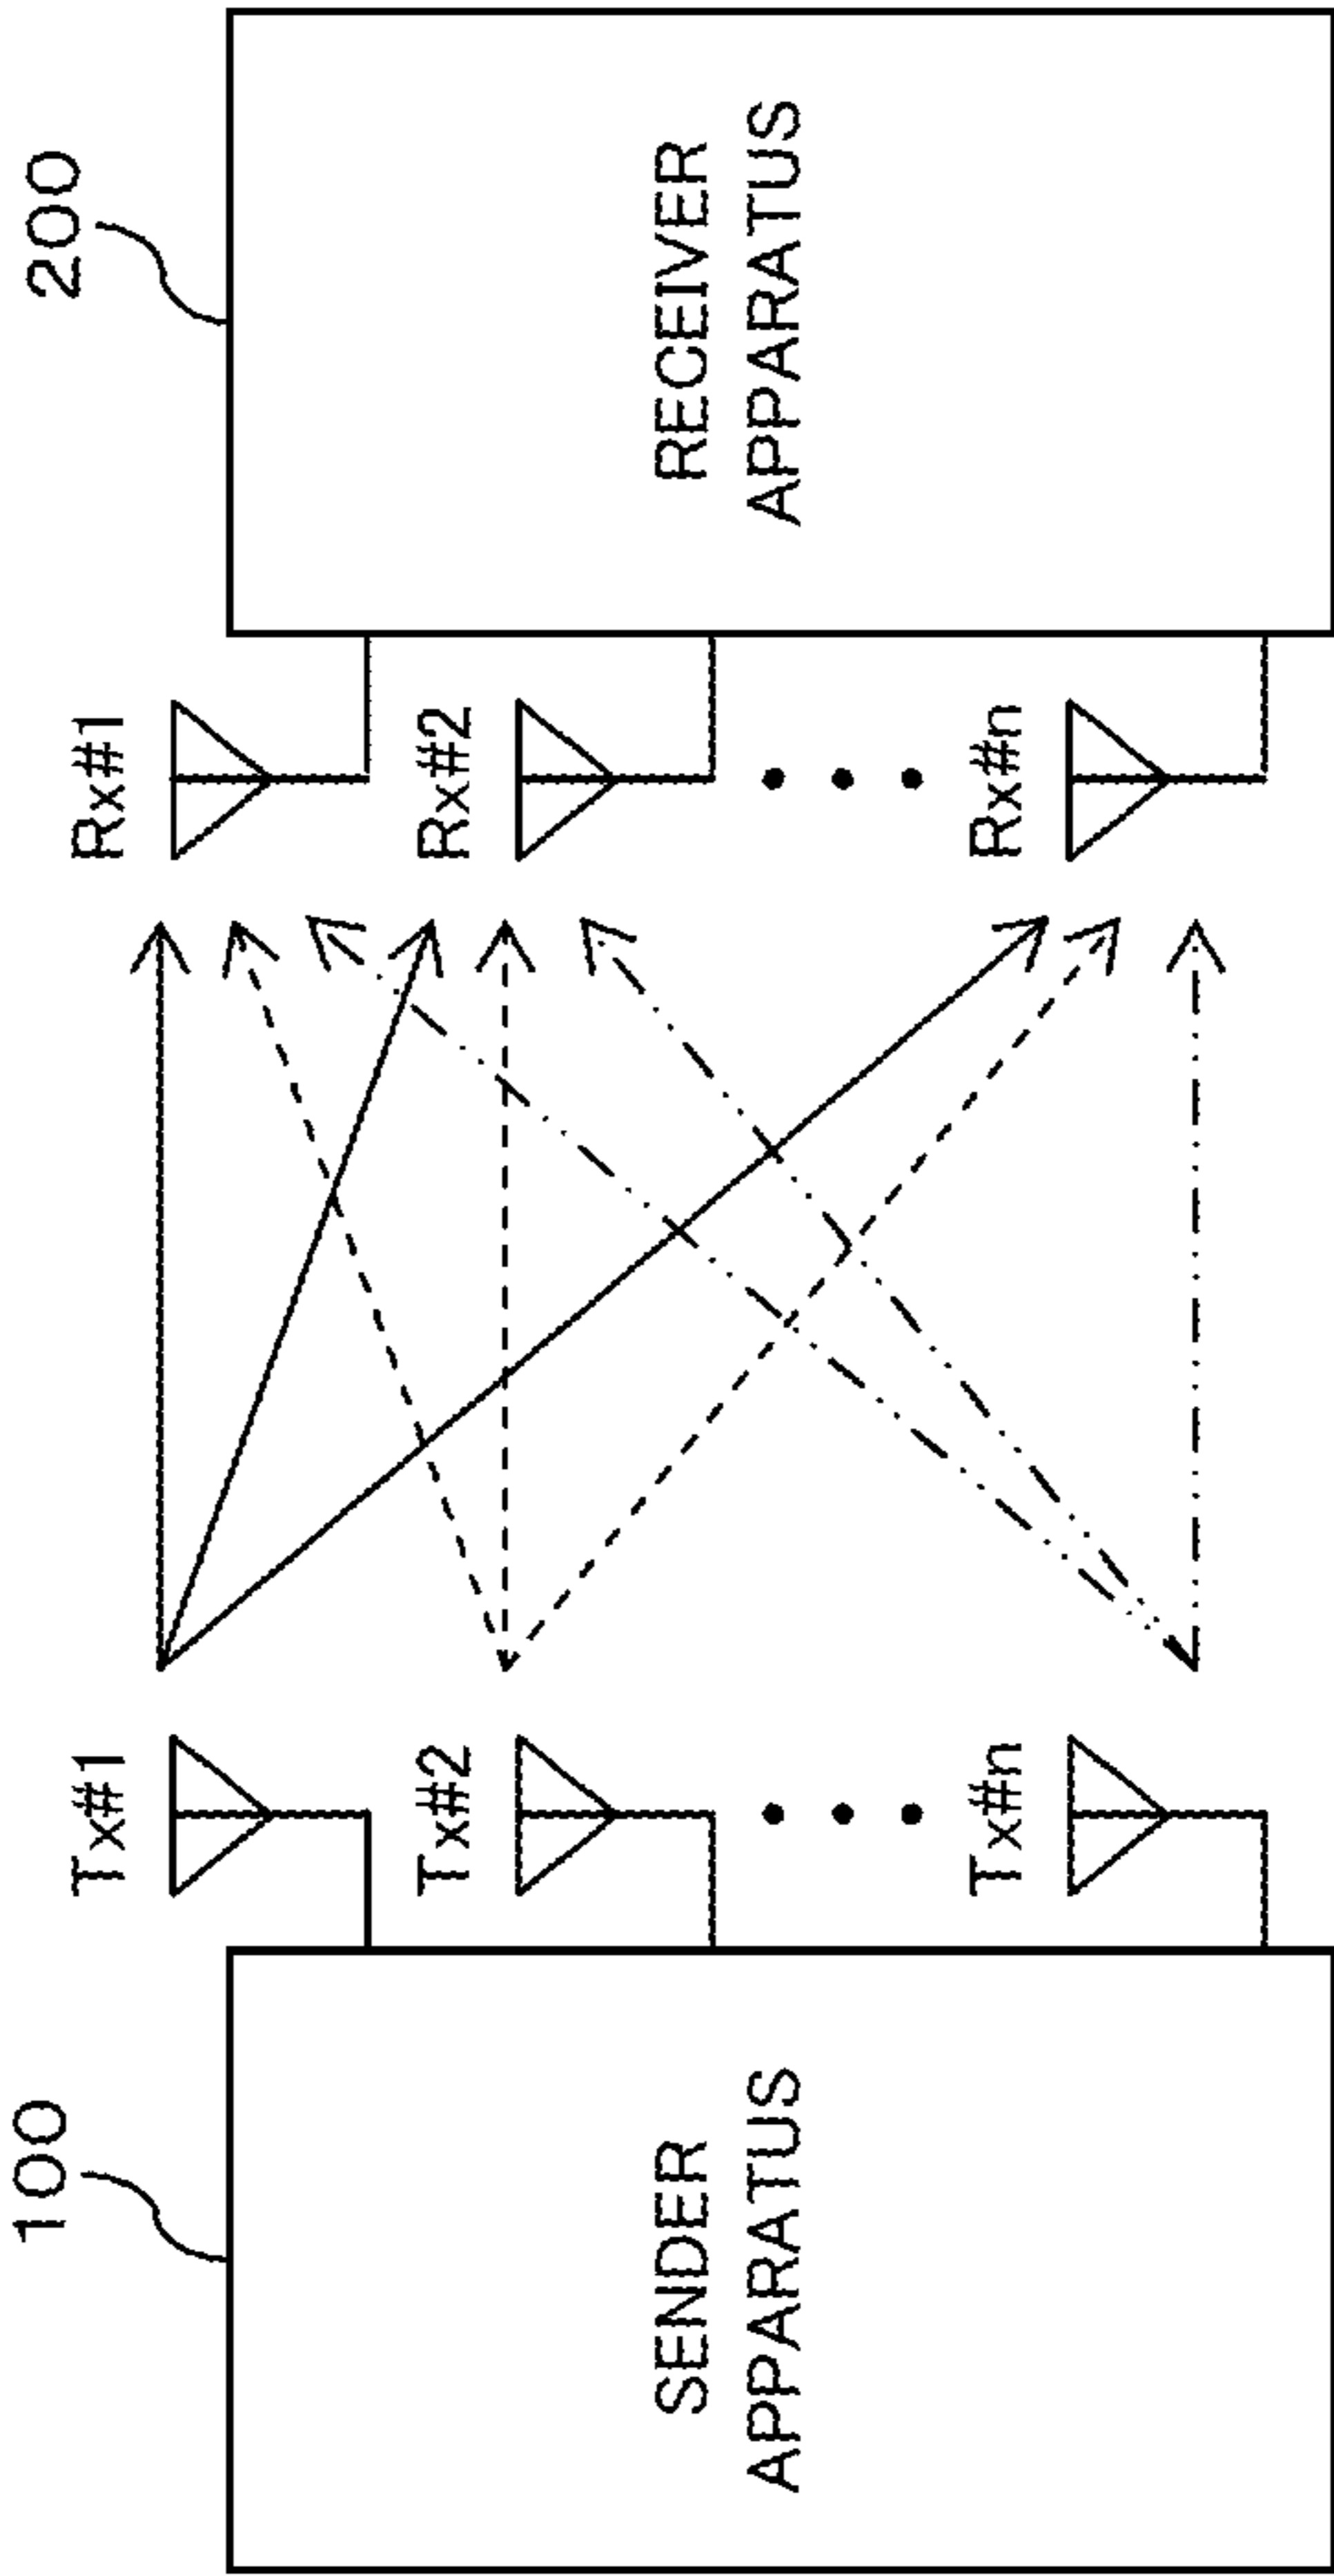 100
200
Tx#1
Rx#1
Tx#2
Rx#2
SENDER
APPARATUS
RECEIVER
APPARATUS
Tx#n
Rx#n